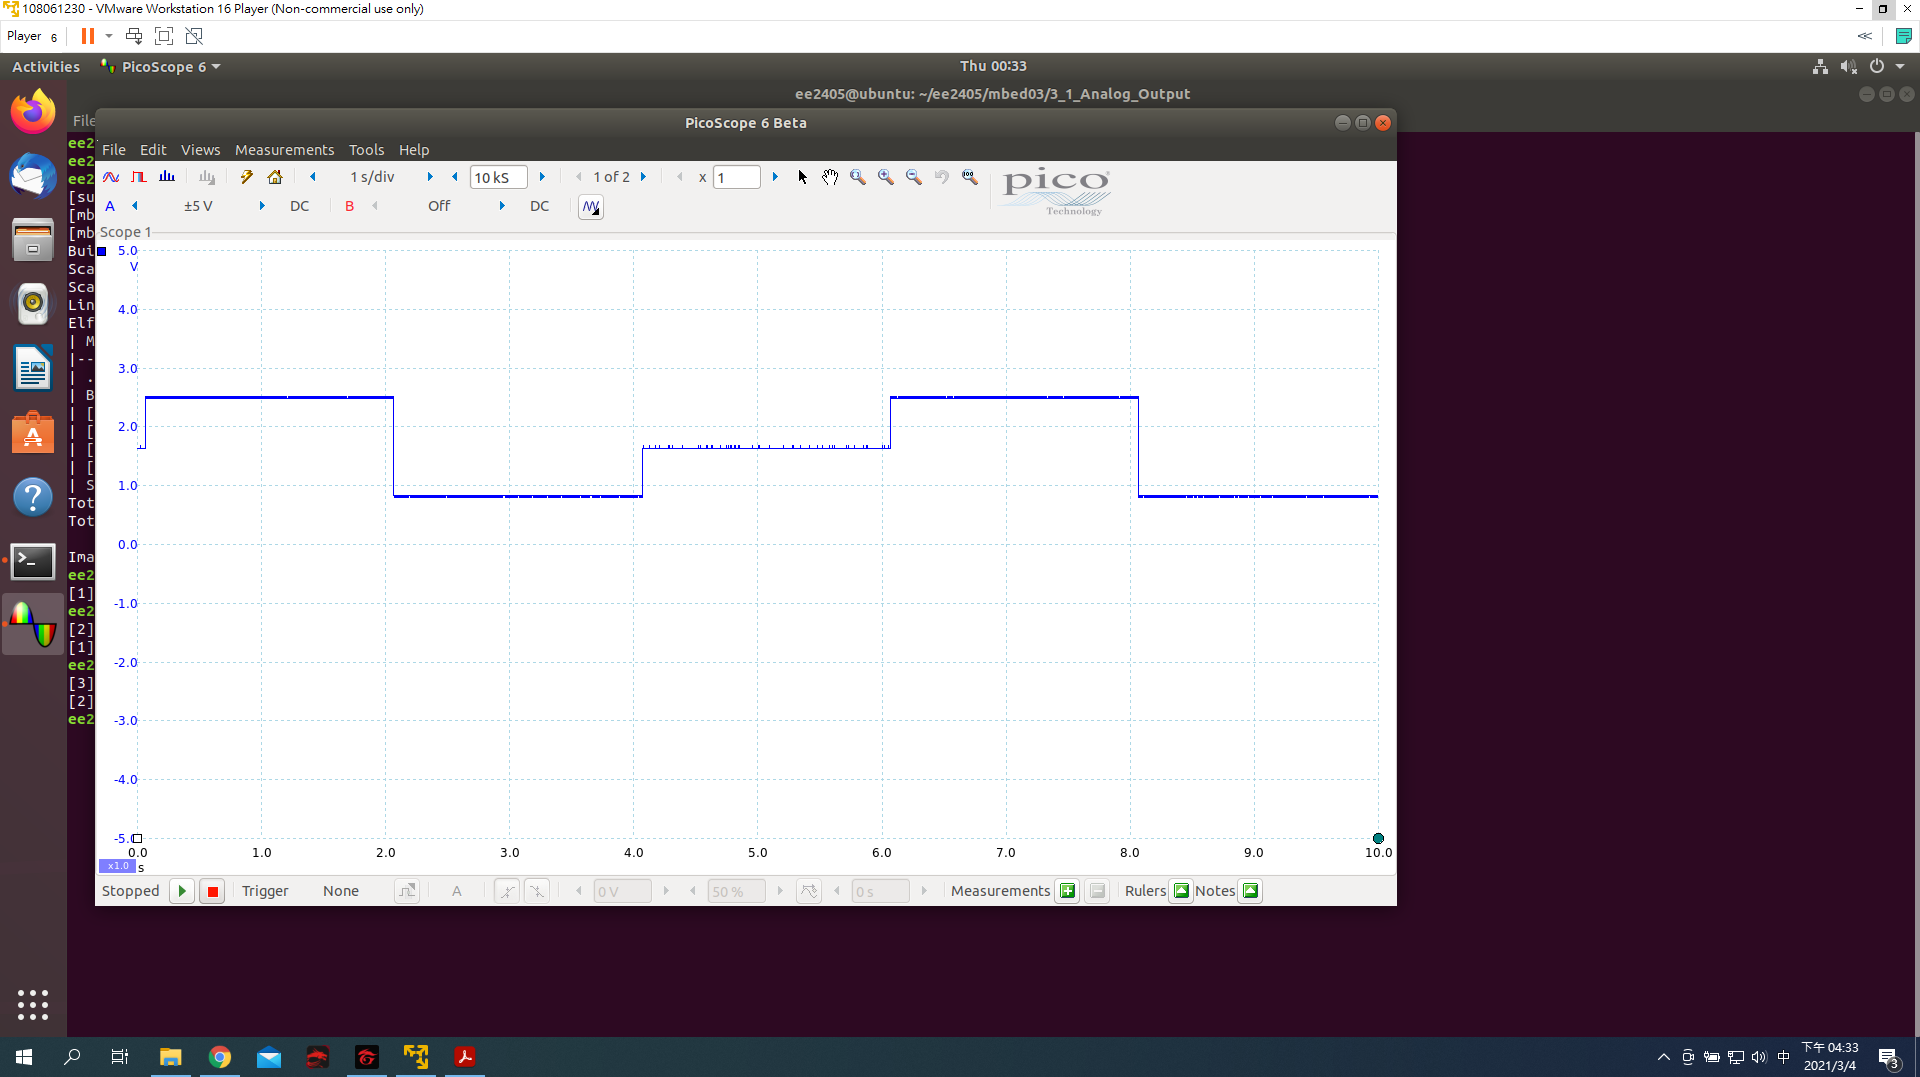 108061230 - VMware Workstation 16 Player (Non-commercial use only)
Player 6
Activities PicoScope 6 Thu 00:33
ee2405@ubuntu: ~/ee2405/mbed03/3_1_Analog_Output
File
PicoScope 6 Beta
File Edit Views Measurements Tools Help
1 s/div 10 kS 1 of 2 x 1
pico
Technology
A ±5 V DC B Off DC
Scope 1
ee2
ee2
ee2
[su
[mb
[mb
Bui
Sca
Sca
Lin
Elf
| M
|--
| .
| B
| [
| [
| [
| [
| S
Tot
Tot
Ima
ee2
[1]
ee2
[2]
[1]
ee2
[3]
[2]
ee2
5.0
V
4.0
3.0
2.0
1.0
0.0
-1.0
-2.0
-3.0
-4.0
-5.0
0.0 1.0 2.0 3.0 4.0 5.0 6.0 7.0 8.0 9.0 10.0
x1.0 s
Stopped Trigger None A 0 V 50 % 0 s Measurements Rulers Notes
中 下午 04:33
2021/3/4
3